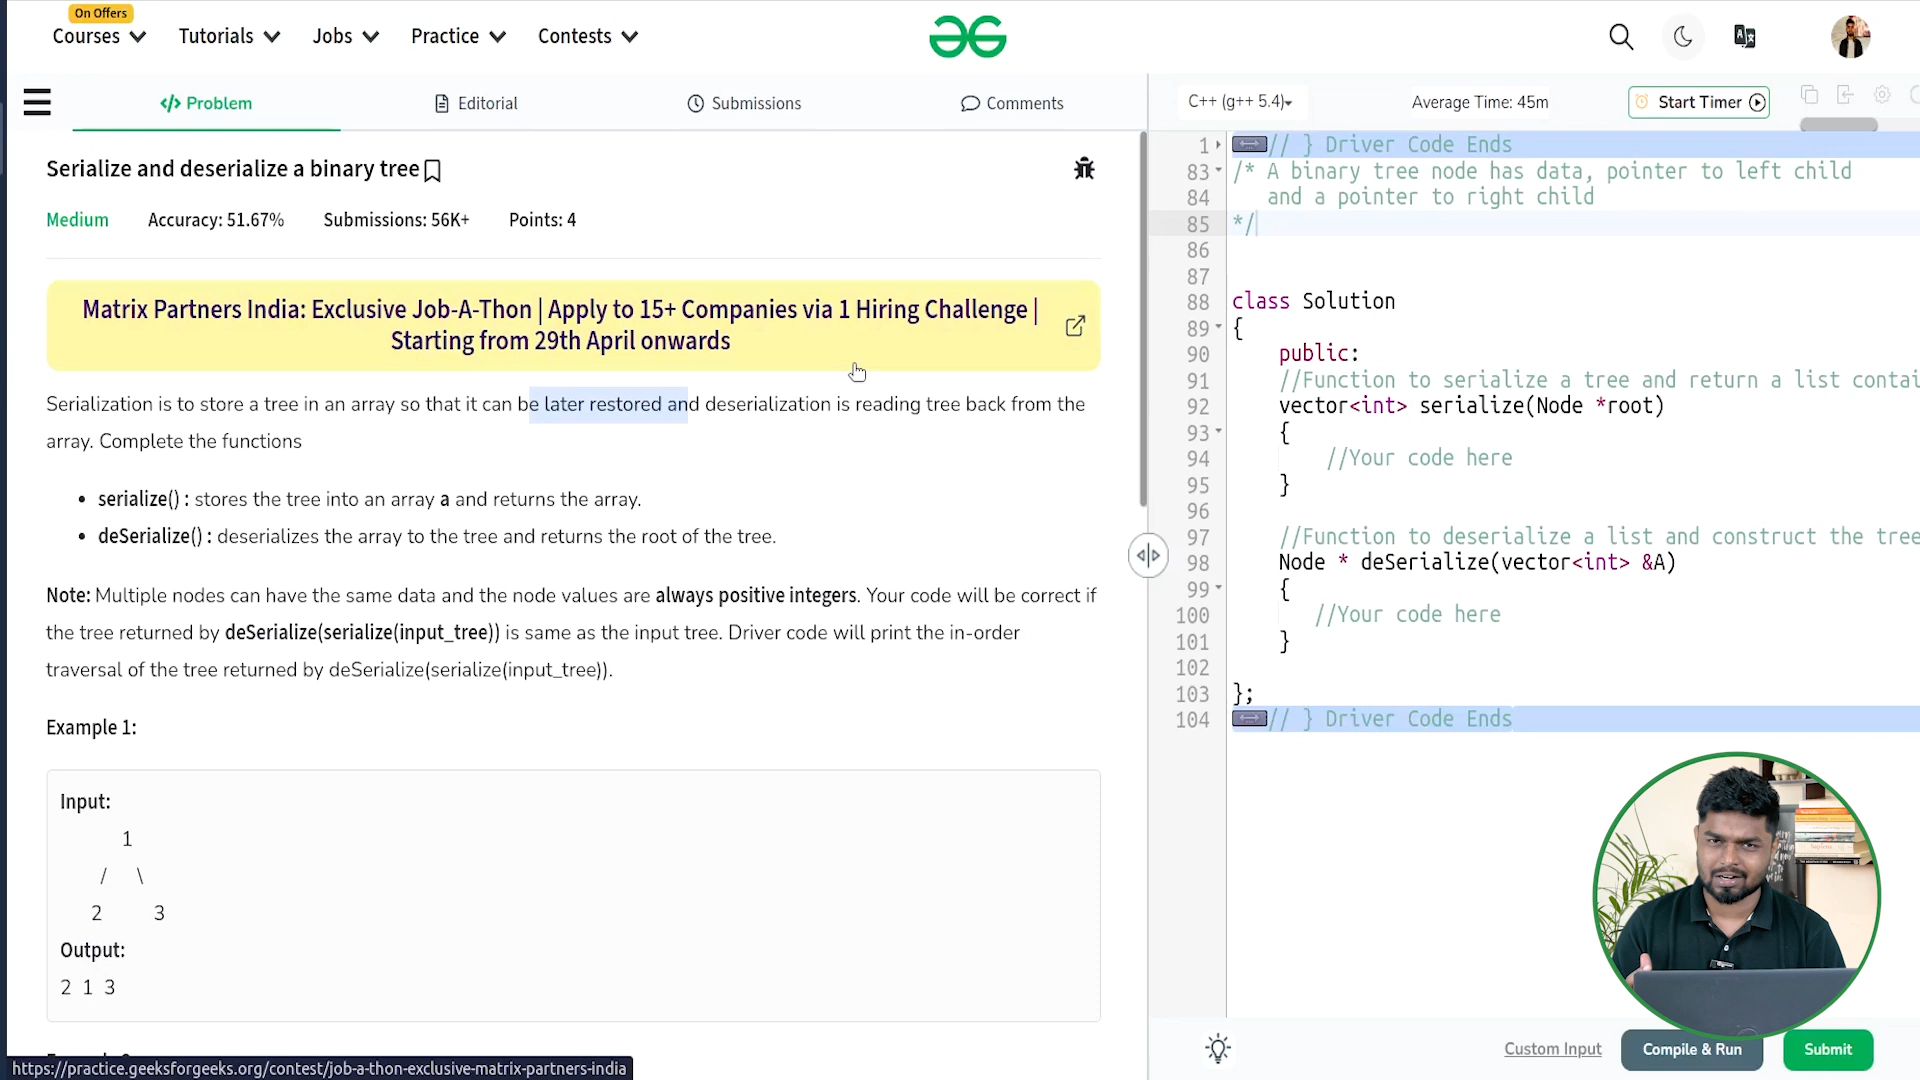 On Offers
Courses
Tutorials
Jobs
Practice
Contests
</> Problem
Editorial
Submissions
Comments
C++ (g++ 5.4)
Average Time: 45m
Start Timer
Serialize and deserialize a binary tree
Medium
Accuracy: 51.67%
Submissions: 56K+
Points: 4
Matrix Partners India: Exclusive Job-A-Thon | Apply to 15+ Companies via 1 Hiring Challenge |
Starting from 29th April onwards
Serialization is to store a tree in an array so that it can be later restored and deserialization is reading tree back from the
array. Complete the functions
• serialize() : stores the tree into an array a and returns the array.
• deSerialize() : deserializes the array to the tree and returns the root of the tree.
Note: Multiple nodes can have the same data and the node values are always positive integers. Your code will be correct if
the tree returned by deSerialize(serialize(input_tree)) is same as the input tree. Driver code will print the in-order
traversal of the tree returned by deSerialize(serialize(input_tree)).
Example 1:
Input:
1
/ \
2 3
Output:
2 1 3
https://practice.geeksforgeeks.org/contest/job-a-thon-exclusive-matrix-partners-india
1 // } Driver Code Ends
83 /* A binary tree node has data, pointer to left child
84 and a pointer to right child
85 */
86
87
88 class Solution
89 {
90 public:
91 //Function to serialize a tree and return a list contai
92 vector<int> serialize(Node *root)
93 {
94 //Your code here
95 }
96
97 //Function to deserialize a list and construct the tree
98 Node * deSerialize(vector<int> &A)
99 {
100 //Your code here
101 }
102
103 };
104 // } Driver Code Ends
Custom Input
Compile & Run
Submit